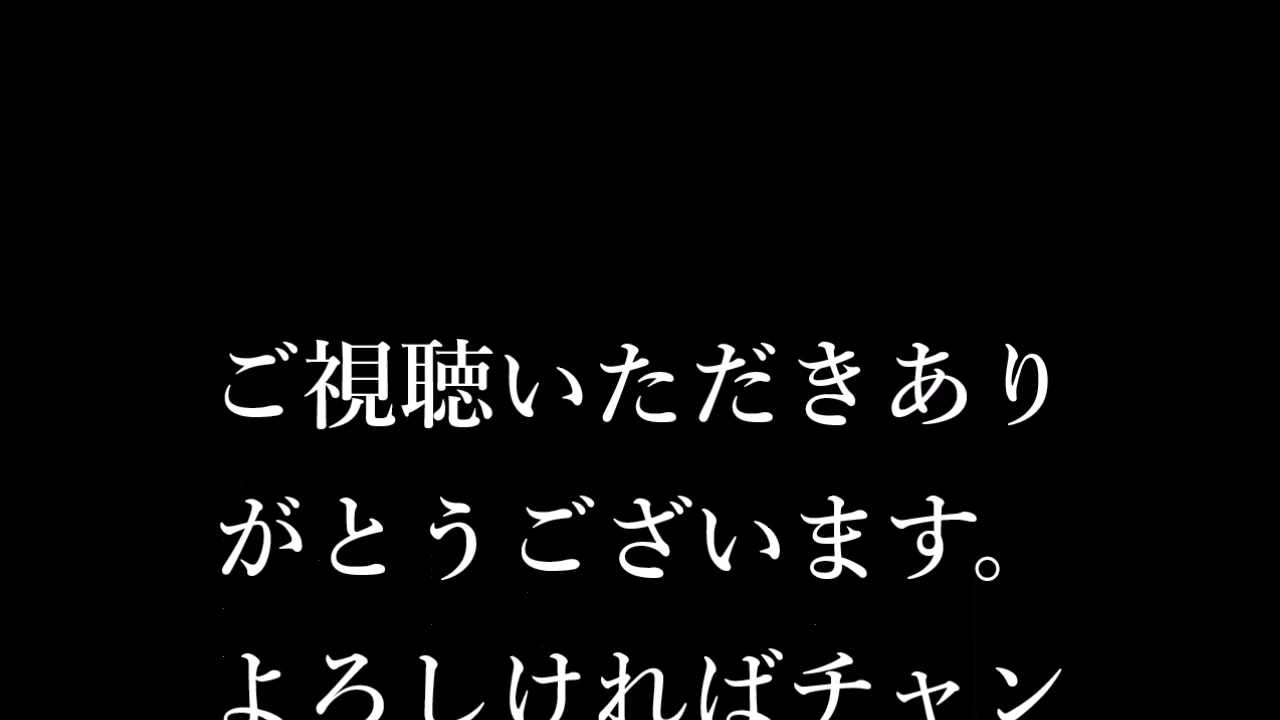 ご視聴いただきあり
がとうございます。
よろしければチャン